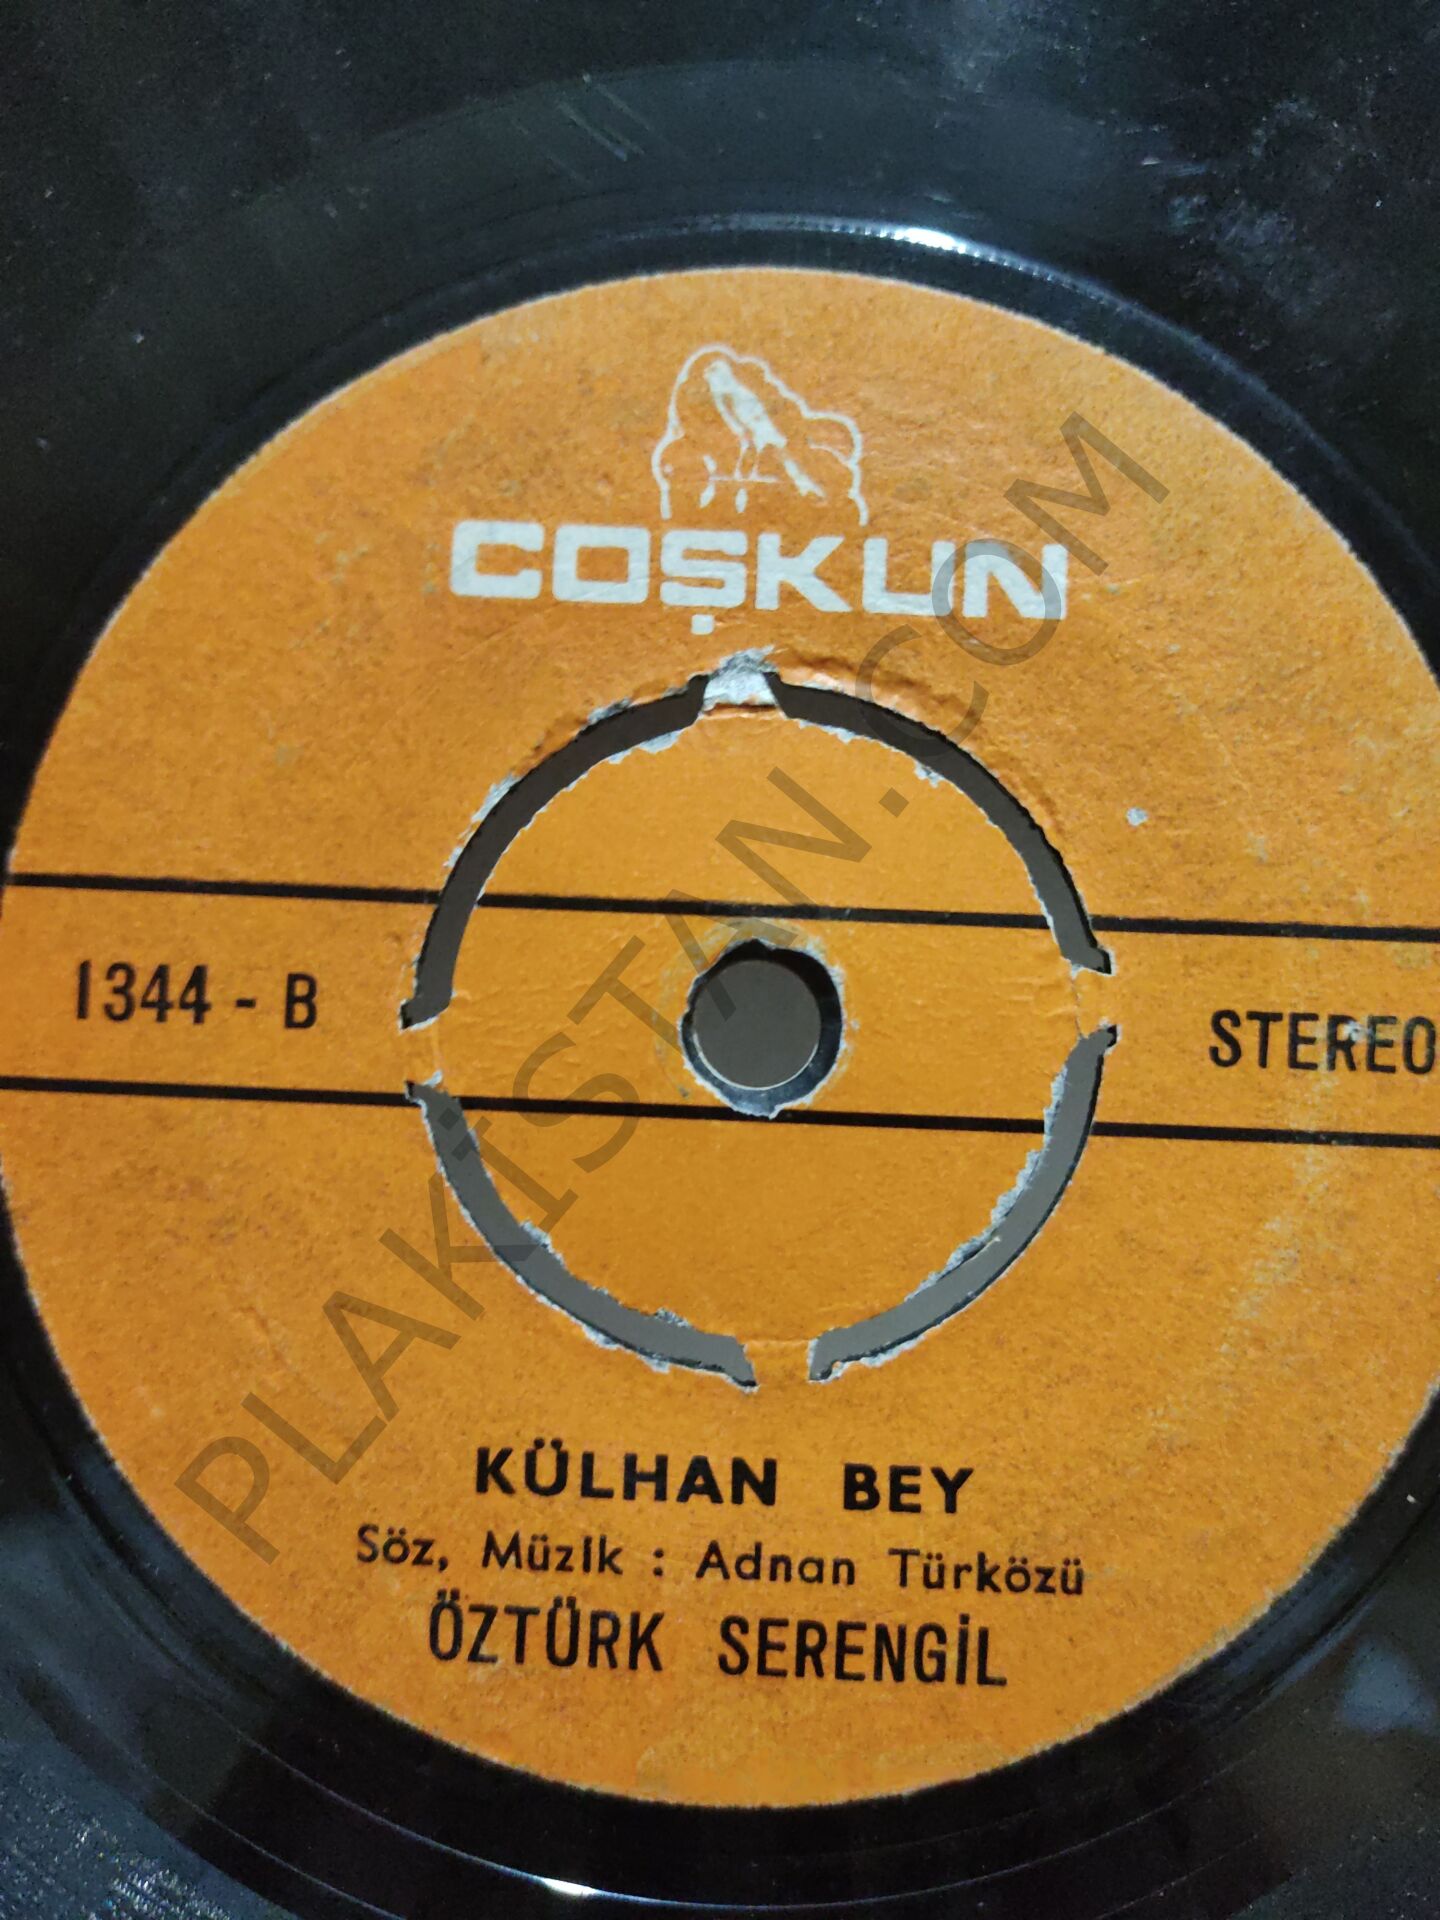 COŞKUN
1344 - B
STEREO
KÜLHAN BEY
Söz, Müzik : Adnan Türközü
ÖZTÜRK SERENGİL
PLAKİSTAN.COM